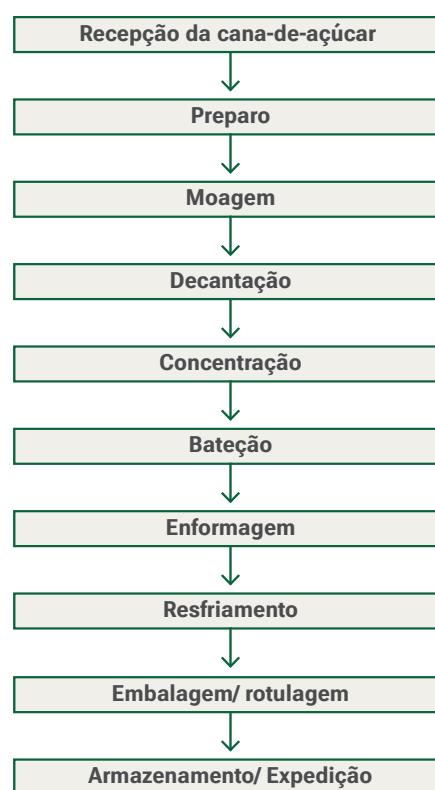 Recepção da cana-de-açúcar
Preparo
Moagem
Decantação
Concentração
Bateção
Enformagem
Resfriamento
Embalagem/ rotulagem
Armazenamento/ Expedição